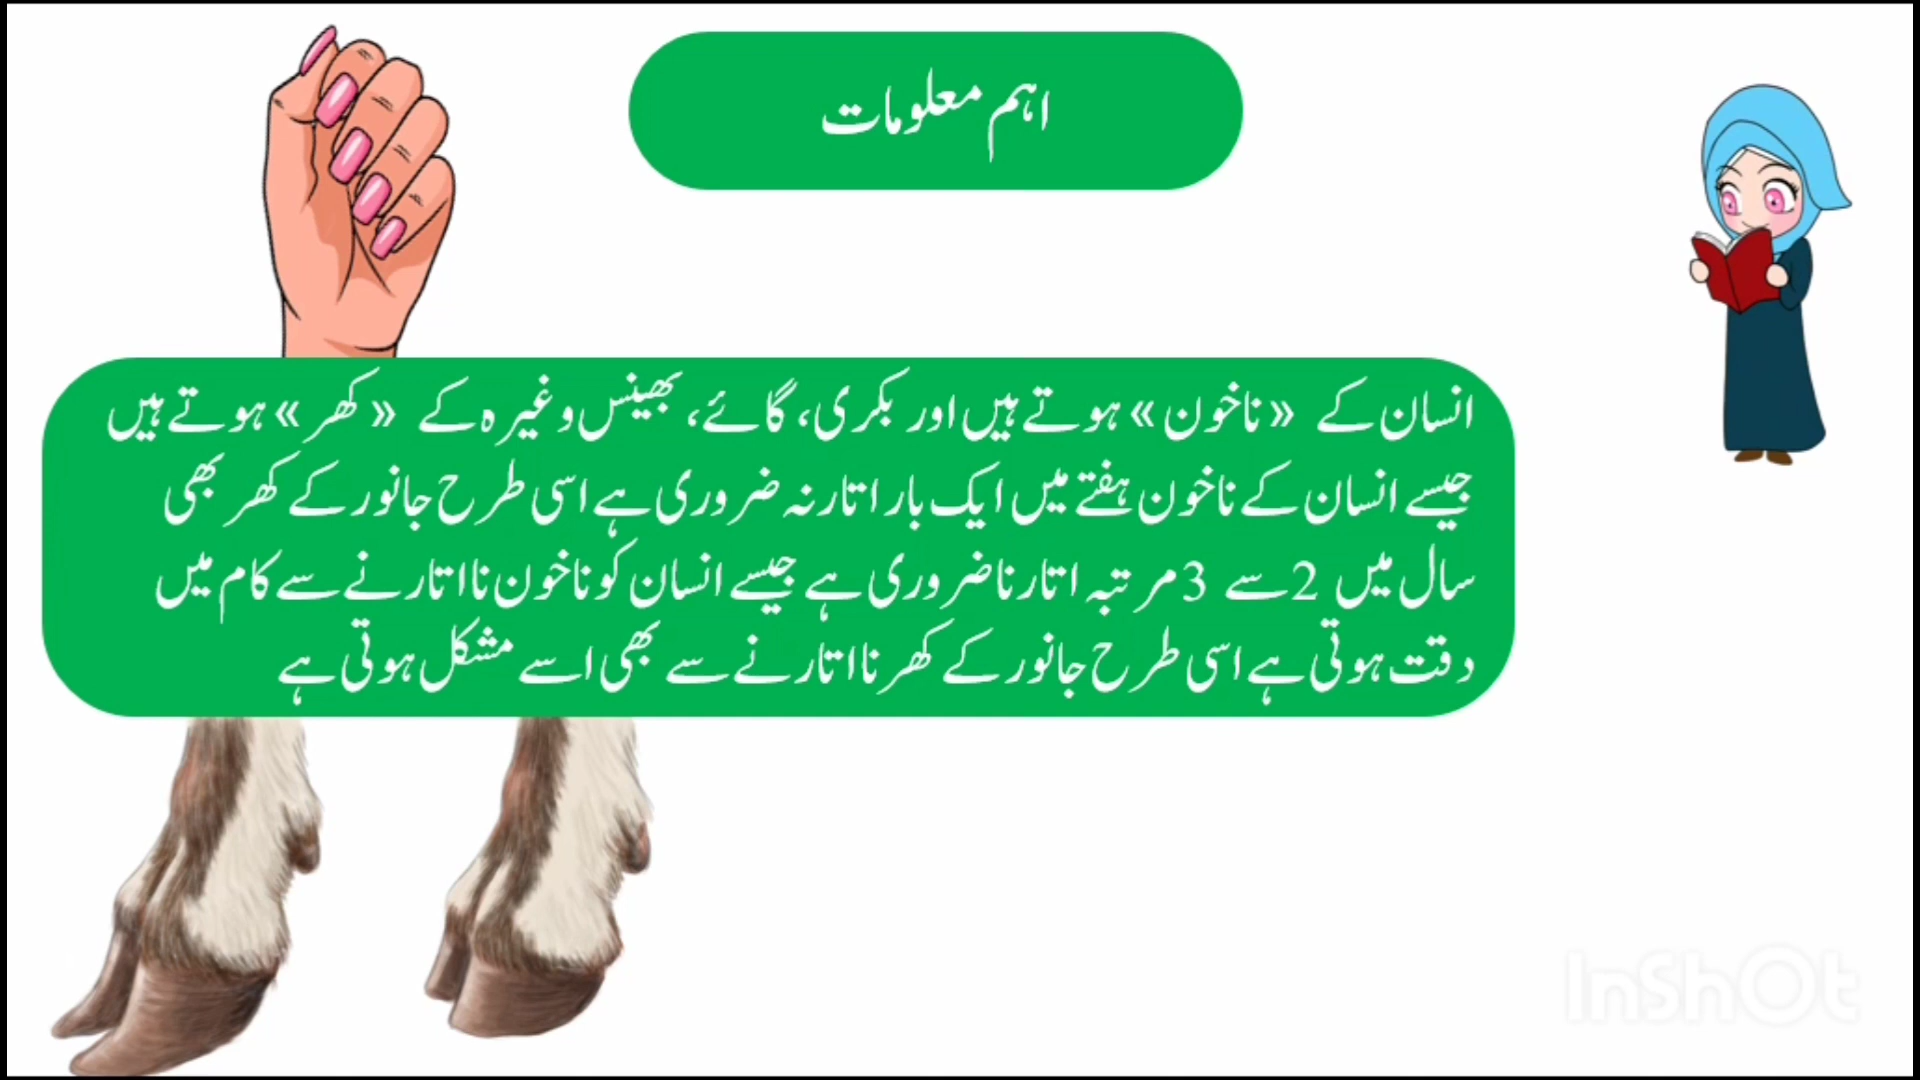 اہم معلومات
انسان کے « ناخون » ہوتے ہیں اور بکری، گائے، بھینس وغیرہ کے « کھر » ہوتے ہیں
جیسے انسان کے ناخون ہفتے میں ایک بار اتارنہ ضروری ہے اسی طرح جانور کے کھر بھی
سال میں 2 سے 3 مرتبہ اتارنا ضروری ہے جیسے انسان کو ناخون نا اتارنے سے کام میں
دقت ہوتی ہے اسی طرح جانور کے کھر نا اتارنے سے بھی اسے مشکل ہوتی ہے
InShOt